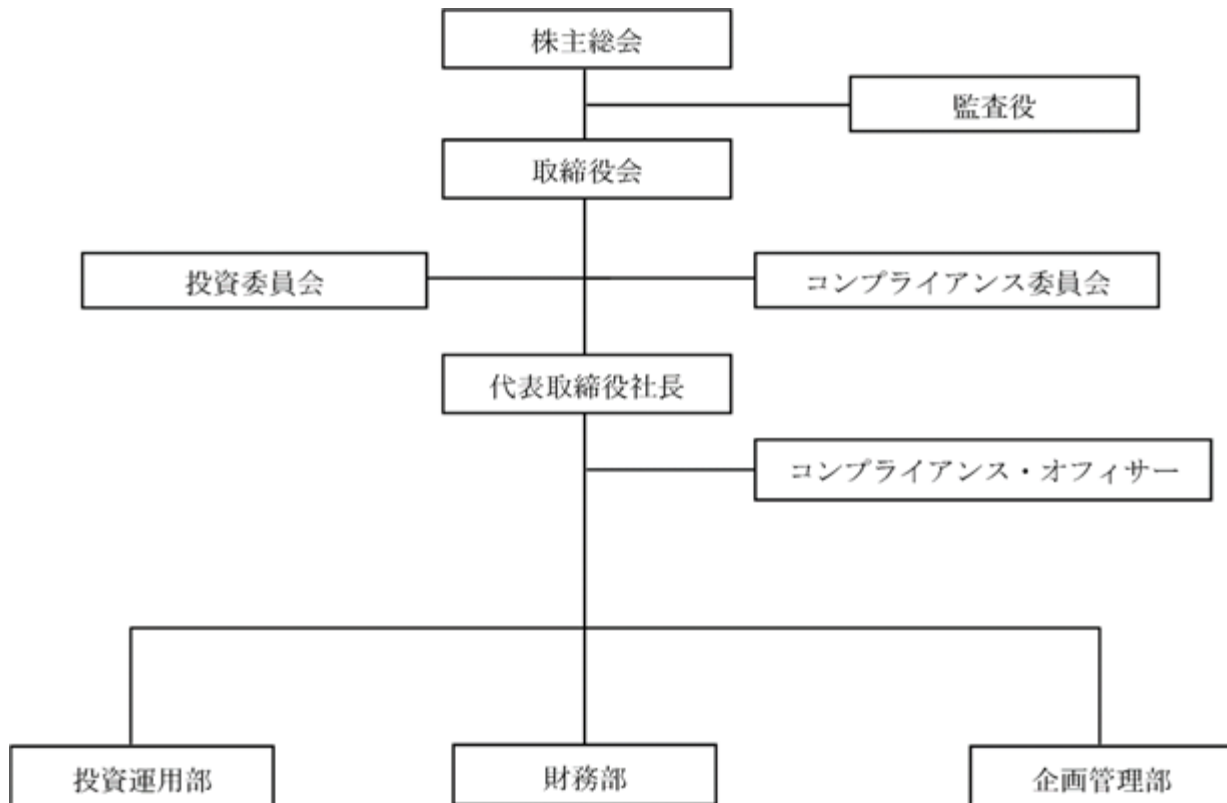 株主総会
監査役
取締役会
投資委員会
コンプライアンス委員会
代表取締役社長
コンプライアンス・オフィサー
投資運用部
財務部
企画管理部